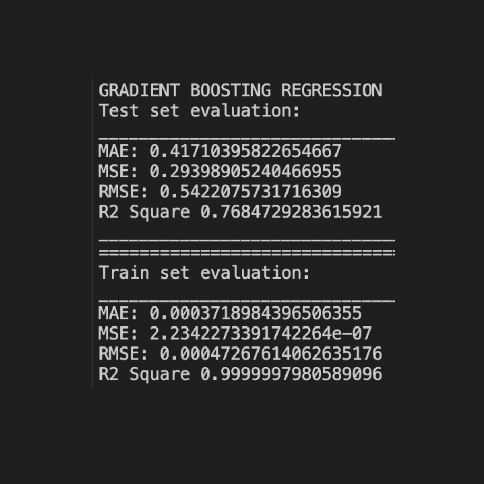 GRADIENT BOOSTING REGRESSION
Test set evaluation:
_____________________________
MAE: 0.41710395822654667
MSE: 0.29398905240466955
RMSE: 0.5422075731716309
R2 Square 0.7684729283615921
_____________________________
=============================
Train set evaluation:
_____________________________
MAE: 0.0003718984396506355
MSE: 2.2342273391742264e-07
RMSE: 0.00047267614062635176
R2 Square 0.9999997980589096